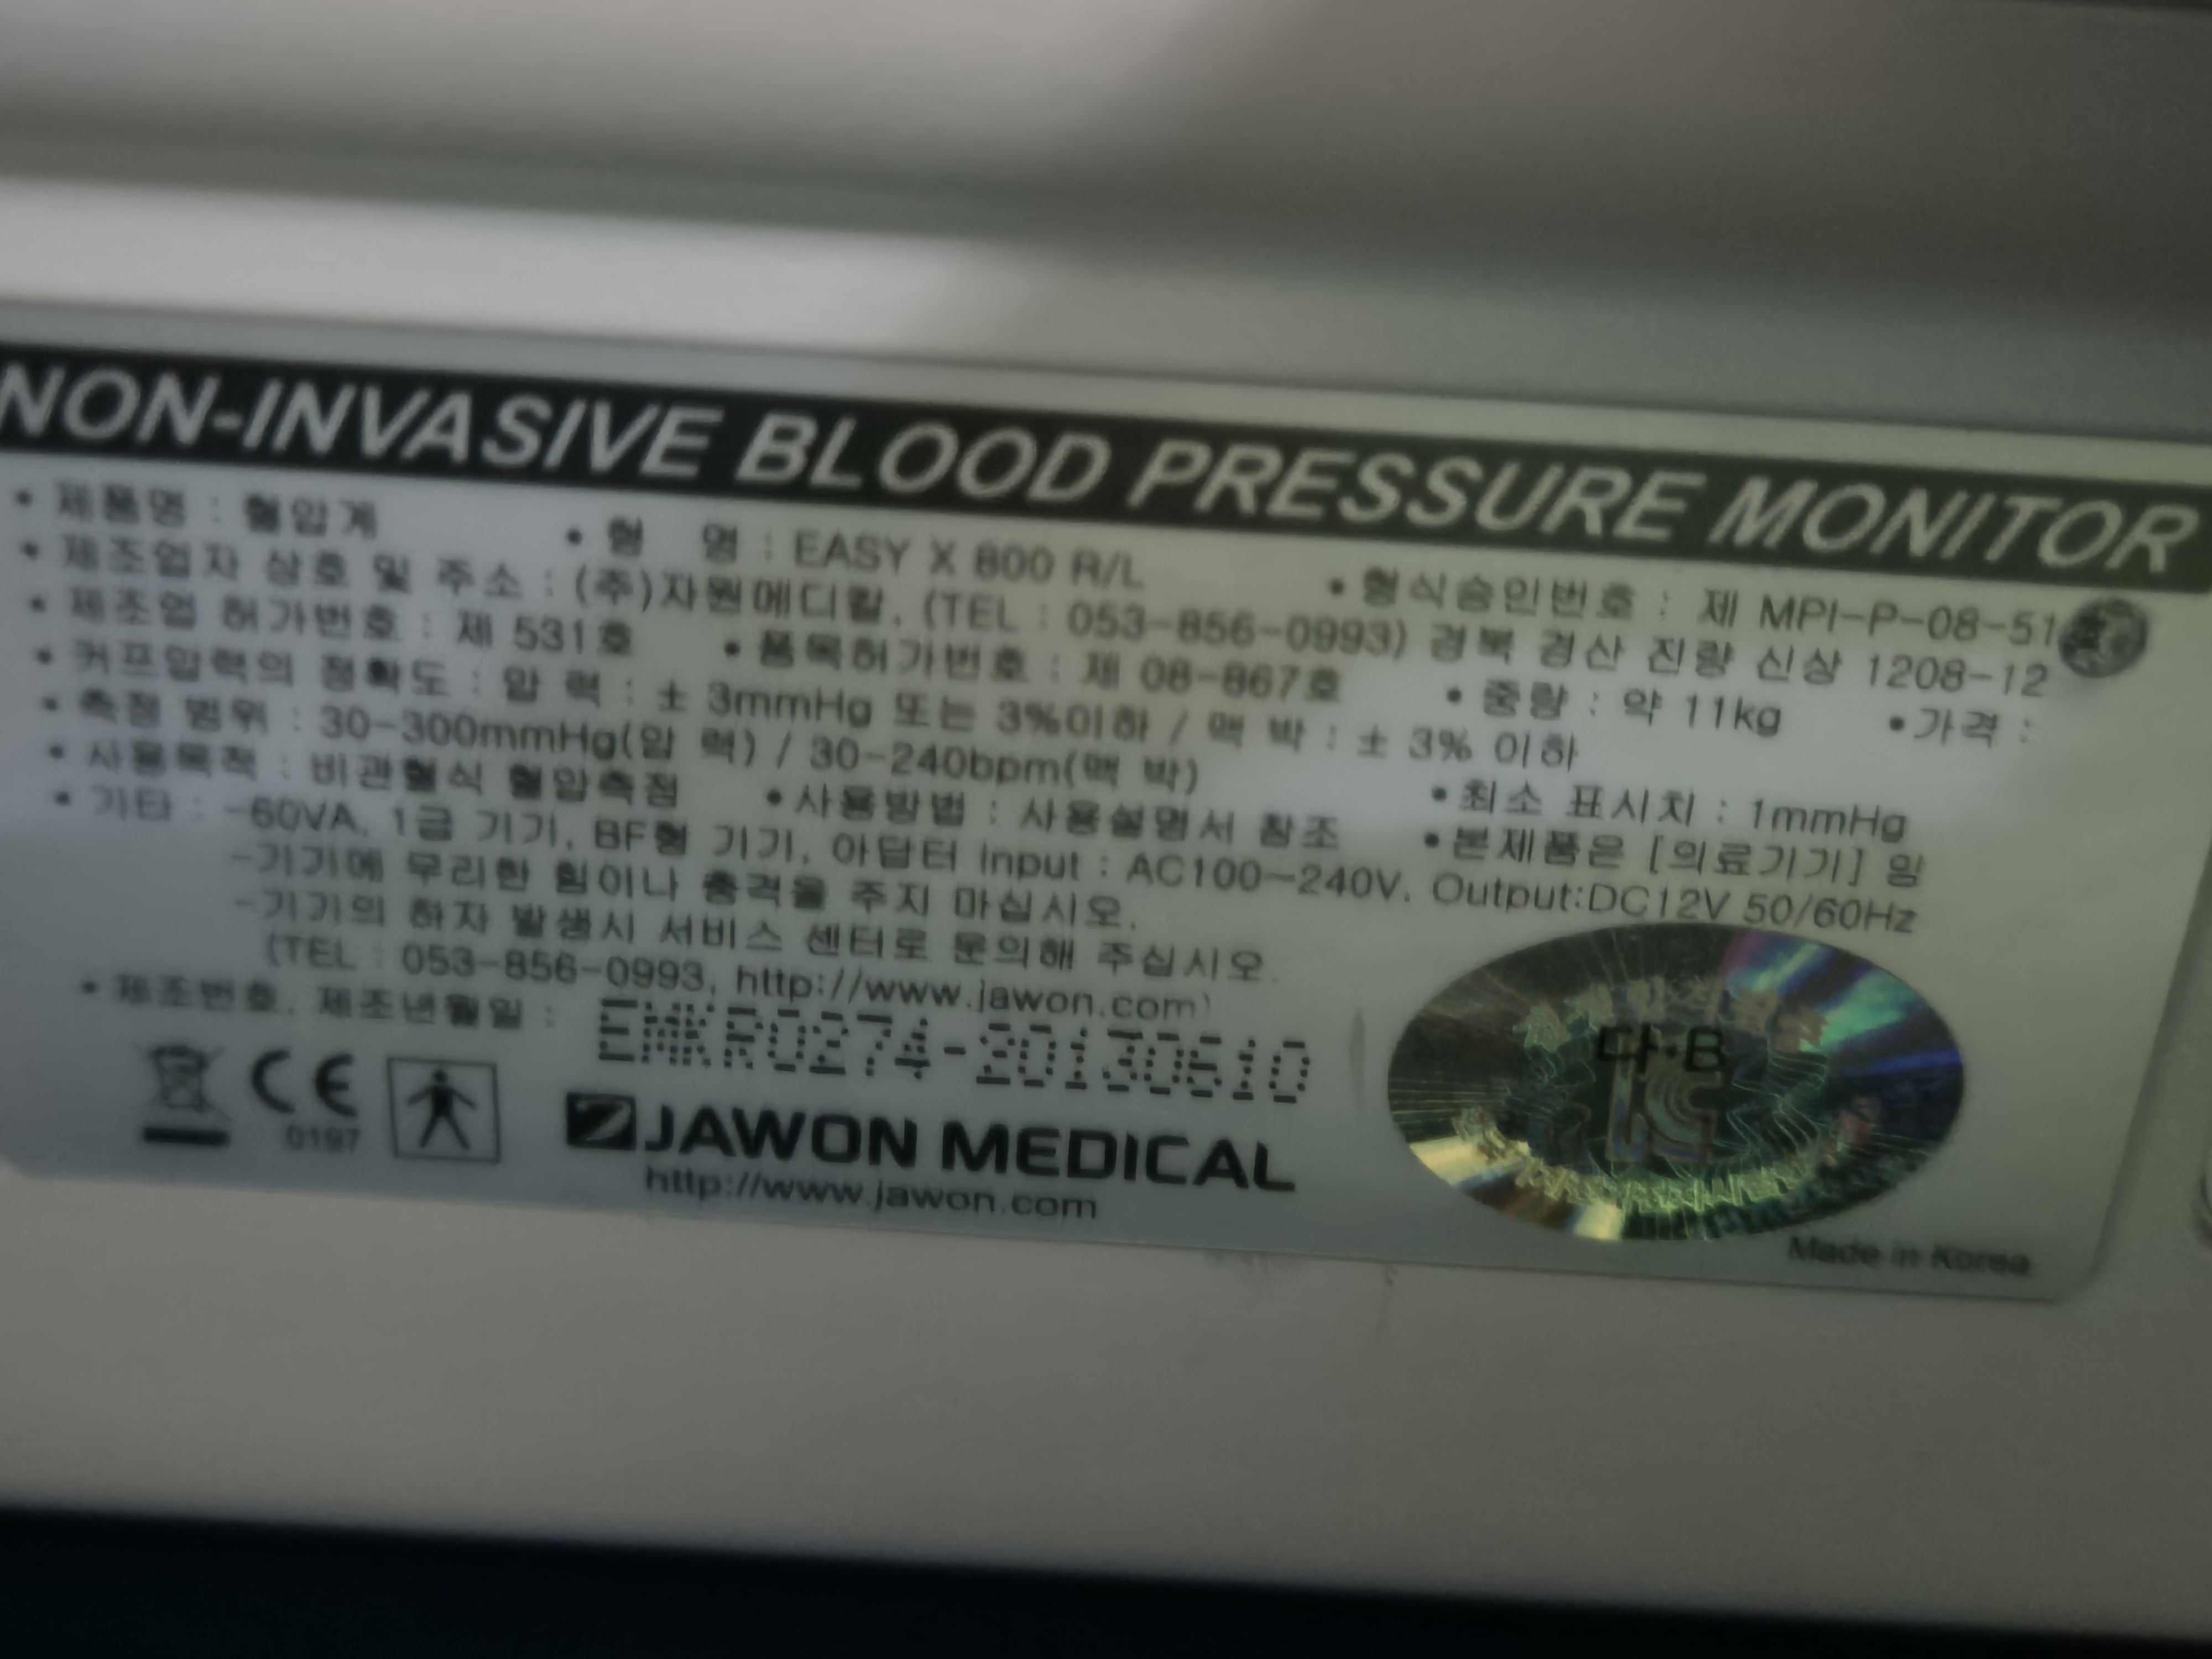 NON-INVASIVE BLOOD PRESSURE MONITOR
• 제품명 : 혈압계 • 형 명 : EASY X 800 R/L • 형식승인번호 : 제 MPI-P-08-51
• 제조업자 상호 및 주소 : (주)자원메디칼, (TEL : 053-856-0993) 경북 경산 진량 신상 1208-12
• 제조업 허가번호 : 제 531호 • 품목허가번호 : 제 08-867호 • 중량 : 약 11kg • 가격 :
• 커프압력의 정확도 : 압 력 : ± 3mmHg 또는 3%이하 / 맥 박 : ± 3% 이하
• 측정 범위 : 30-300mmHg(압 력) / 30-240bpm(맥 박) • 최소 표시치 : 1mmHg
• 사용목적 : 비관혈식 혈압측정 • 사용방법 : 사용설명서 참조 • 본제품은 [의료기기] 임
• 기타 : -60VA, 1급 기기, BF형 기기, 아답터 Input : AC100~240V, Output:DC12V 50/60Hz
-기기에 무리한 힘이나 충격을 주지 마십시오.
-기기의 하자 발생시 서비스 센터로 문의해 주십시오.
(TEL : 053-856-0993, http://www.jawon.com)
• 제조번호, 제조년월일 : EMKR0274-20130610
다·B
KC
CE 0197
JAWON MEDICAL
http://www.jawon.com
Made in Korea